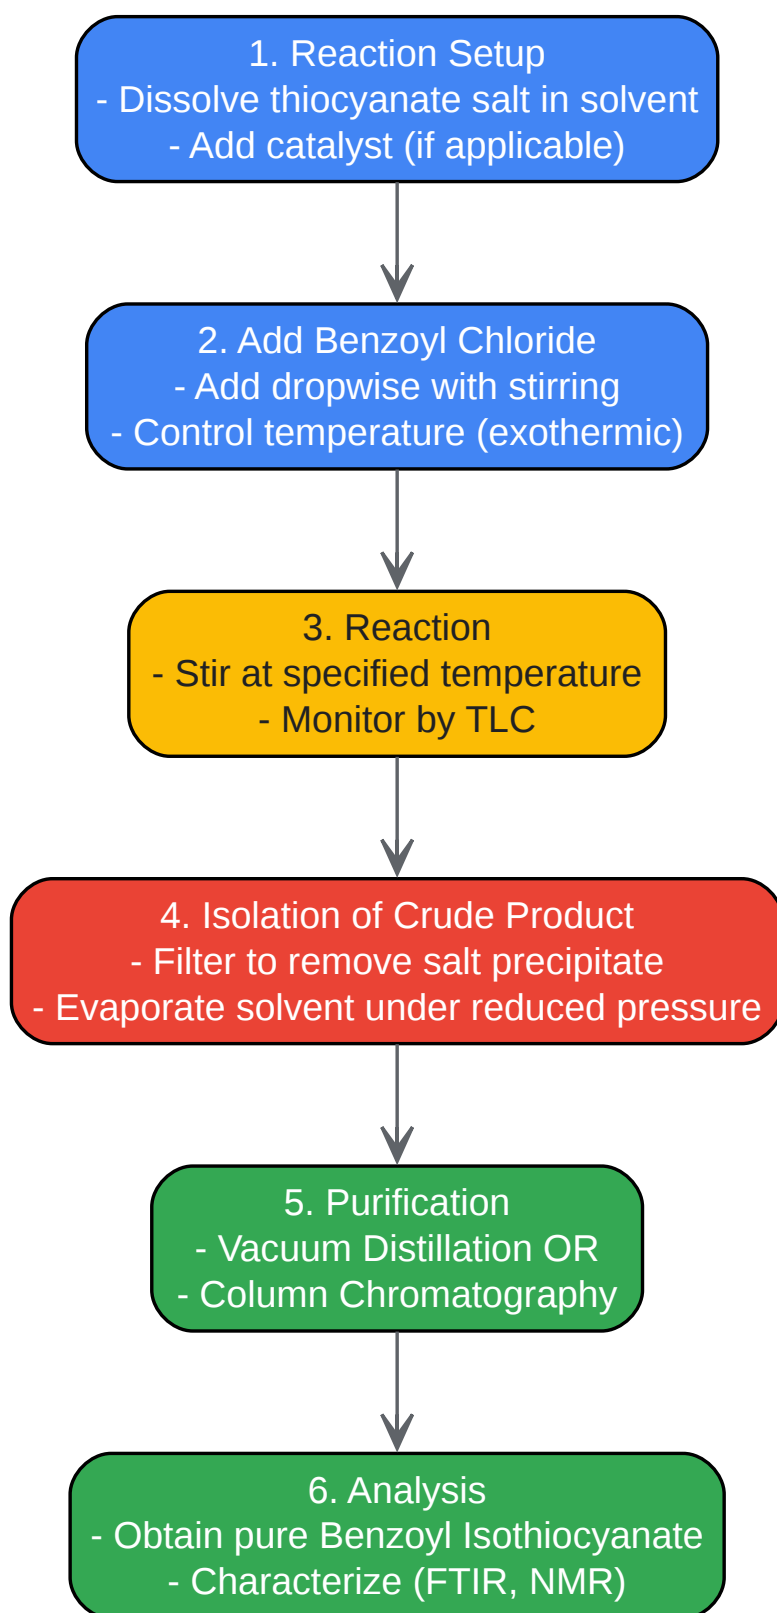 1. Reaction Setup
- Dissolve thiocyanate salt in solvent
- Add catalyst (if applicable)
2. Add Benzoyl Chloride
- Add dropwise with stirring
- Control temperature (exothermic)
3. Reaction
- Stir at specified temperature
- Monitor by TLC
4. Isolation of Crude Product
- Filter to remove salt precipitate
- Evaporate solvent under reduced pressure
5. Purification
- Vacuum Distillation OR
- Column Chromatography
6. Analysis
- Obtain pure Benzoyl Isothiocyanate
- Characterize (FTIR, NMR)